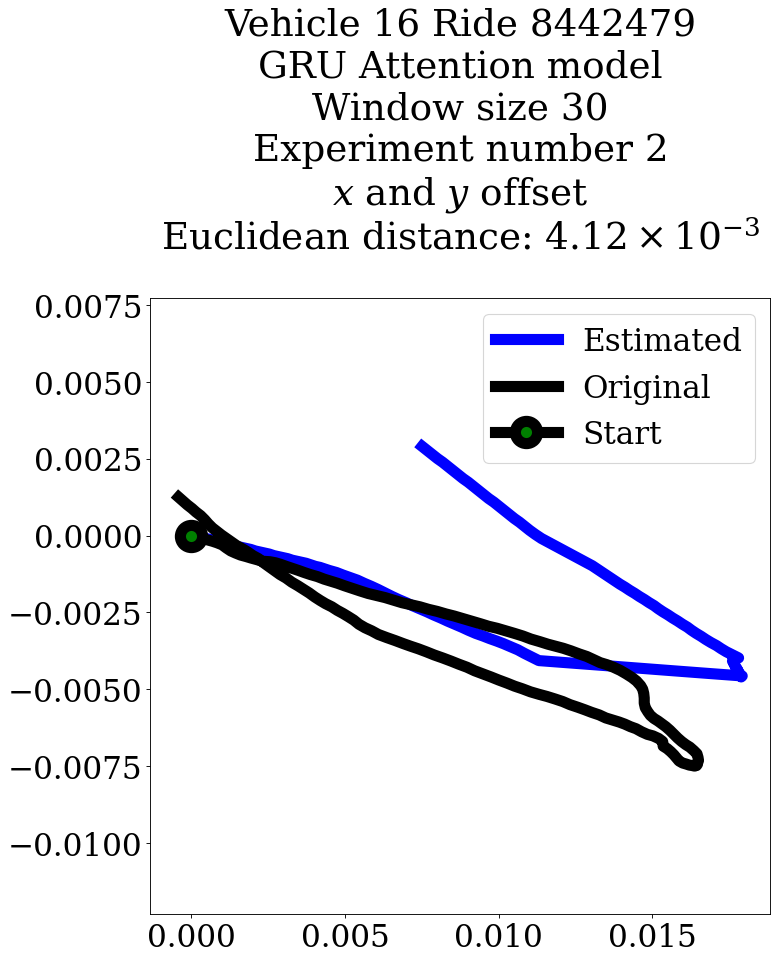 Vehicle 16 Ride 8442479
GRU Attention model
Window size 30
Experiment number 2
x and y offset
Euclidean distance: 4.12 × 10⁻³
0.0075
0.0050
0.0025
0.0000
−0.0025
−0.0050
−0.0075
−0.0100
Estimated
Original
Start
0.000 0.005 0.010 0.015